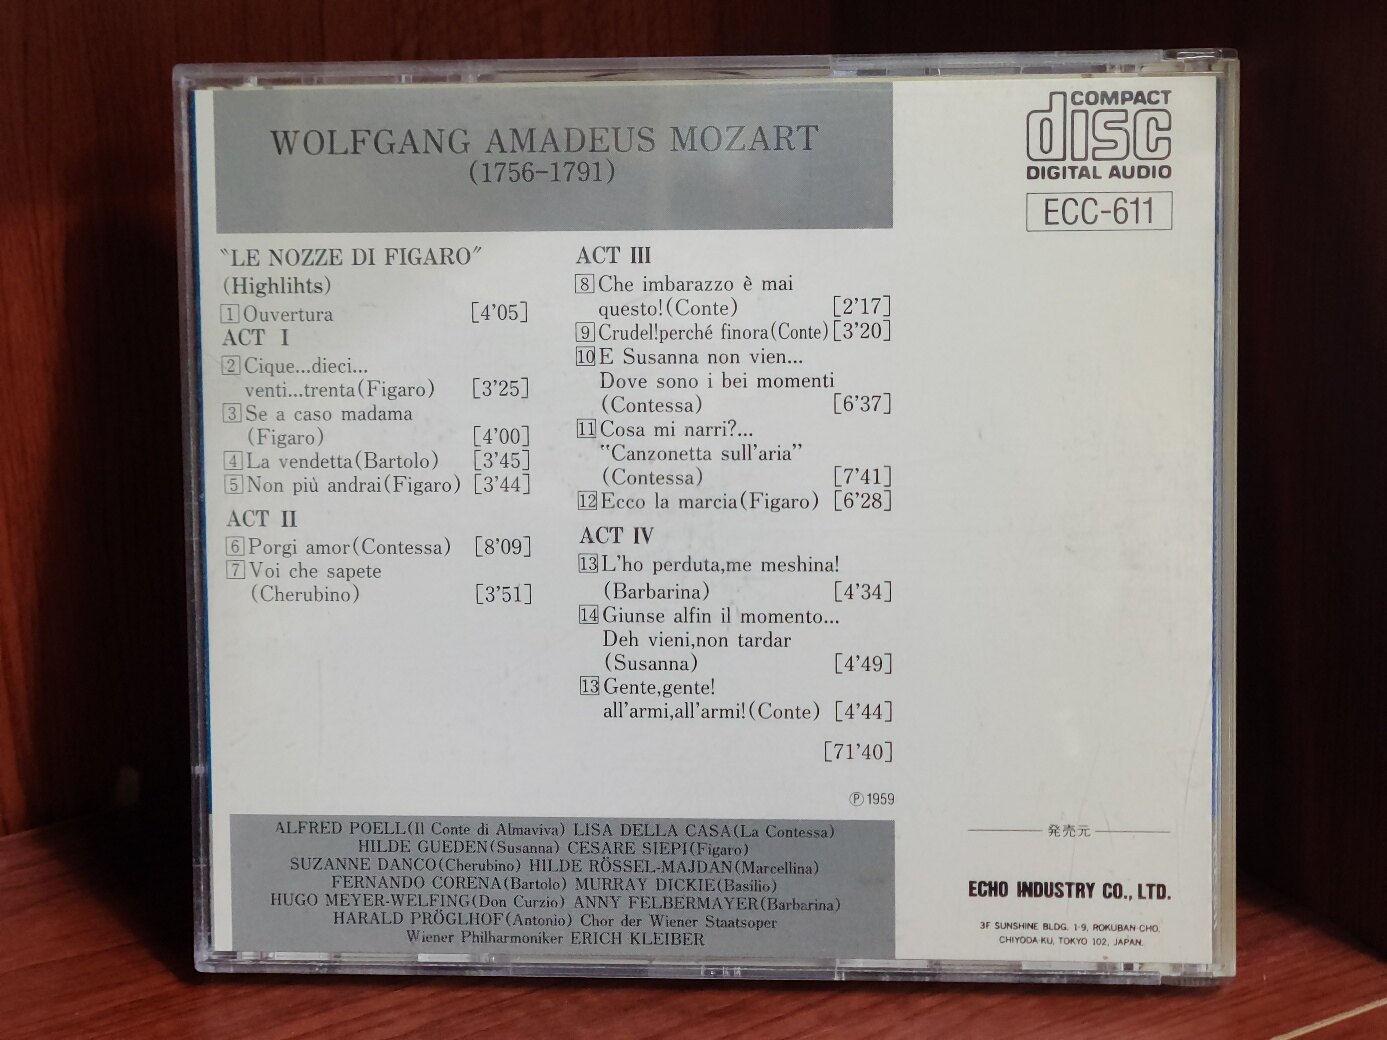 WOLFGANG AMADEUS MOZART
(1756-1791)
COMPACT
disc
DIGITAL AUDIO
ECC-611
“LE NOZZE DI FIGARO”
(Highlihts)
1 Ouvertura [4'05]
ACT I
2 Cique...dieci...
venti...trenta(Figaro) [3'25]
3 Se a caso madama
(Figaro) [4'00]
4 La vendetta(Bartolo) [3'45]
5 Non più andrai(Figaro) [3'44]
ACT II
6 Porgi amor(Contessa) [8'09]
7 Voi che sapete
(Cherubino) [3'51]
ACT III
8 Che imbarazzo è mai
questo!(Conte) [2'17]
9 Crudel!perché finora(Conte) [3'20]
10 E Susanna non vien...
Dove sono i bei momenti
(Contessa) [6'37]
11 Cosa mi narri?...
"Canzonetta sull'aria"
(Contessa) [7'41]
12 Ecco la marcia(Figaro) [6'28]
ACT IV
13 L'ho perduta,me meshina!
(Barbarina) [4'34]
14 Giunse alfin il momento...
Deh vieni,non tardar
(Susanna) [4'49]
13 Gente,gente!
all'armi,all'armi!(Conte) [4'44]
[71'40]
Ⓟ1959
ALFRED POELL(Il Conte di Almaviva) LISA DELLA CASA(La Contessa)
HILDE GUEDEN(Susanna) CESARE SIEPI(Figaro)
SUZANNE DANCO(Cherubino) HILDE RÖSSEL-MAJDAN(Marcellina)
FERNANDO CORENA(Bartolo) MURRAY DICKIE(Basilio)
HUGO MEYER-WELFING(Don Curzio) ANNY FELBERMAYER(Barbarina)
HARALD PRÖGLHOF(Antonio) Chor der Wiener Staatsoper
Wiener Philharmoniker ERICH KLEIBER
発売元
ECHO INDUSTRY CO., LTD.
3F SUNSHINE BLDG. 1-9, ROKUBAN-CHO,
CHIYODA-KU, TOKYO 102, JAPAN.